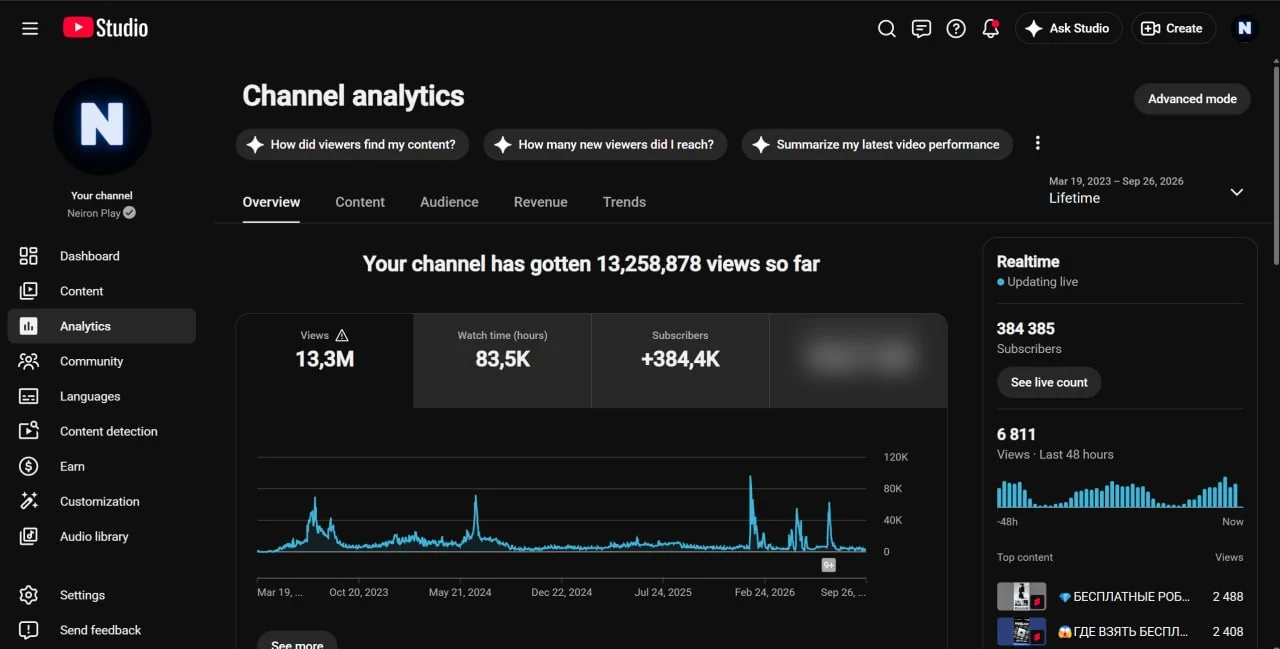 Studio
Ask Studio
Create
N
N
Your channel
Neiron Play
Dashboard
Content
Analytics
Community
Languages
Content detection
Earn
Customization
Audio library
Settings
Send feedback
Channel analytics
Advanced mode
How did viewers find my content?
How many new viewers did I reach?
Summarize my latest video performance
Mar 19, 2023 – Sep 26, 2026
Lifetime
Overview
Content
Audience
Revenue
Trends
Your channel has gotten 13,258,878 views so far
Views
13,3M
Watch time (hours)
83,5K
Subscribers
+384,4K
120K
80K
40K
0
9+
Mar 19, ...
Oct 20, 2023
May 21, 2024
Dec 22, 2024
Jul 24, 2025
Feb 24, 2026
Sep 26, ...
See more
Realtime
Updating live
384 385
Subscribers
See live count
6 811
Views · Last 48 hours
-48h
Now
Top content
Views
💎БЕСПЛАТНЫЕ РОБ...
2 488
😱ГДЕ ВЗЯТЬ БЕСПЛ...
2 408